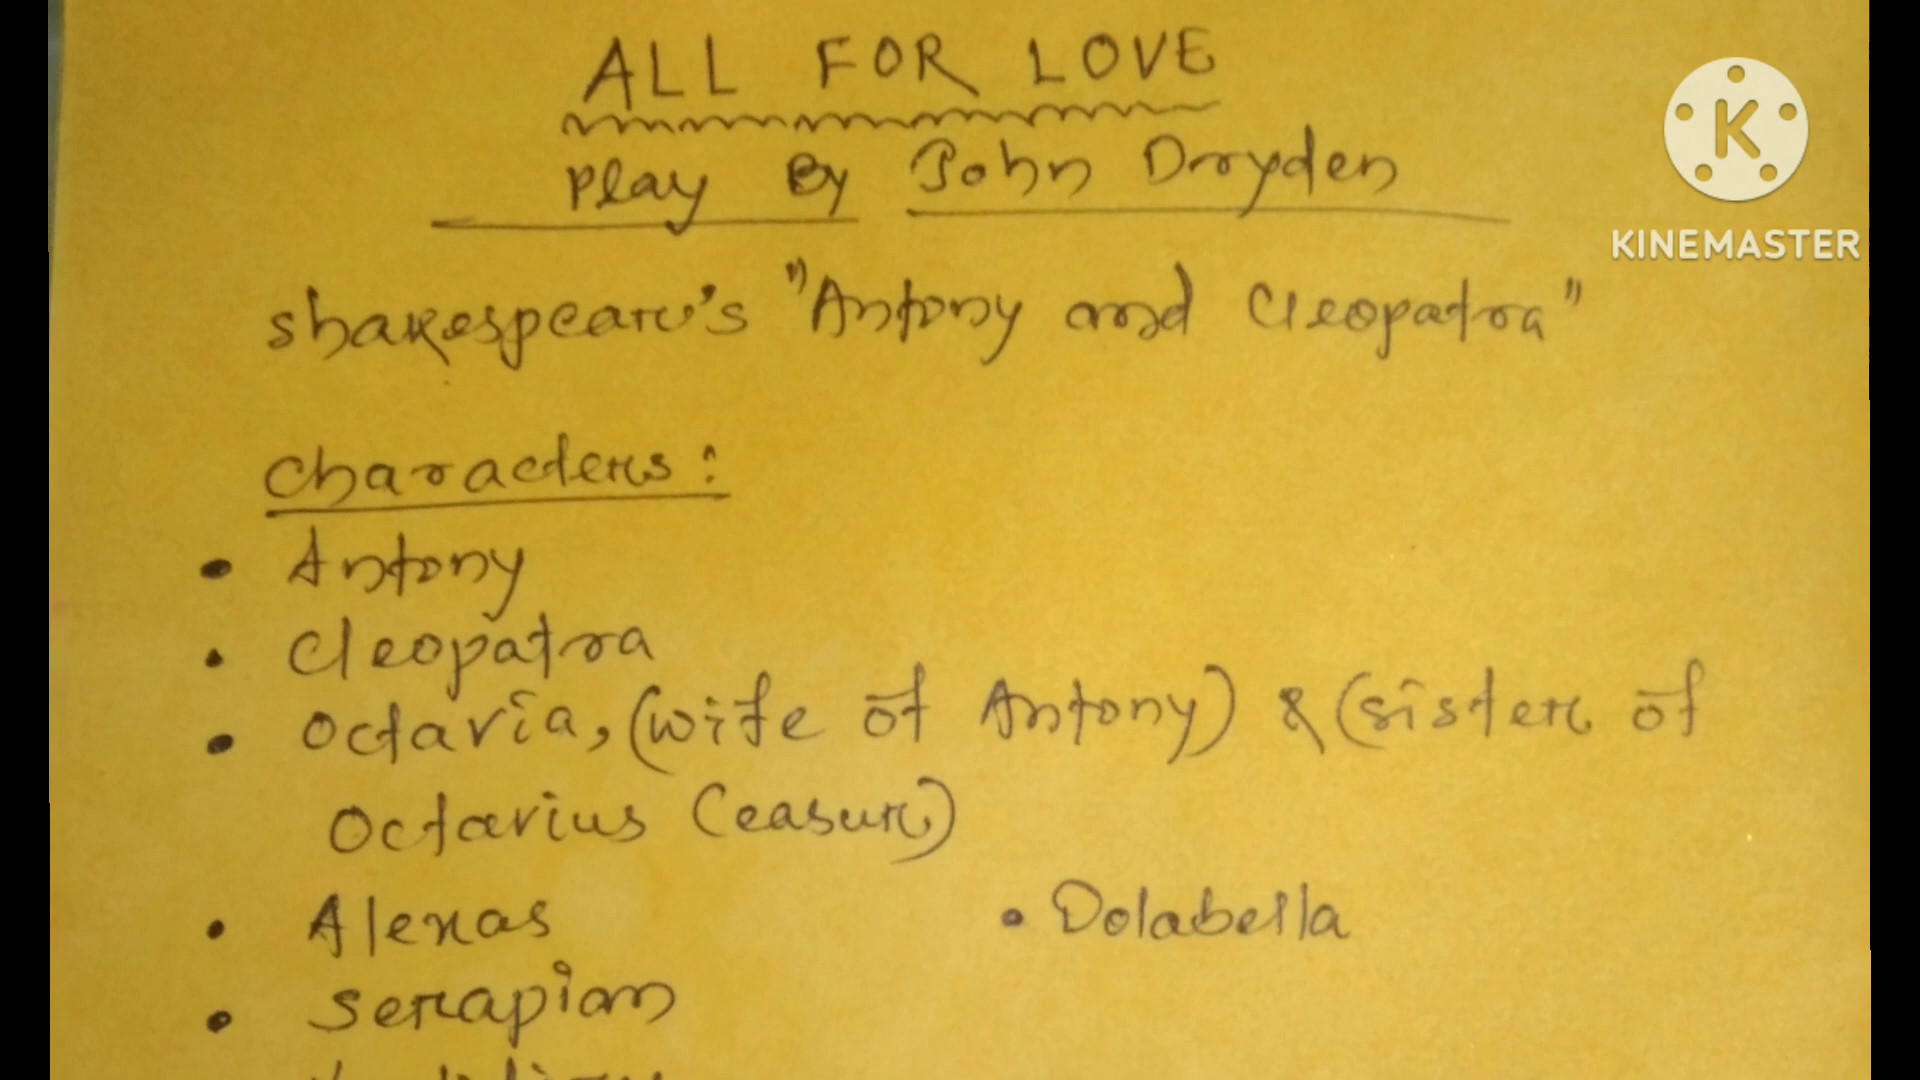 ALL FOR LOVE
Play By John Dryden
KINEMASTER
Shakespeare's "Antony and Cleopatra"
Characters:
• Antony
• Cleopatra
• Octavia, (wife of Antony) & (sister of
Octavius Ceasur)
• Alexas • Dolabella
• Serapion